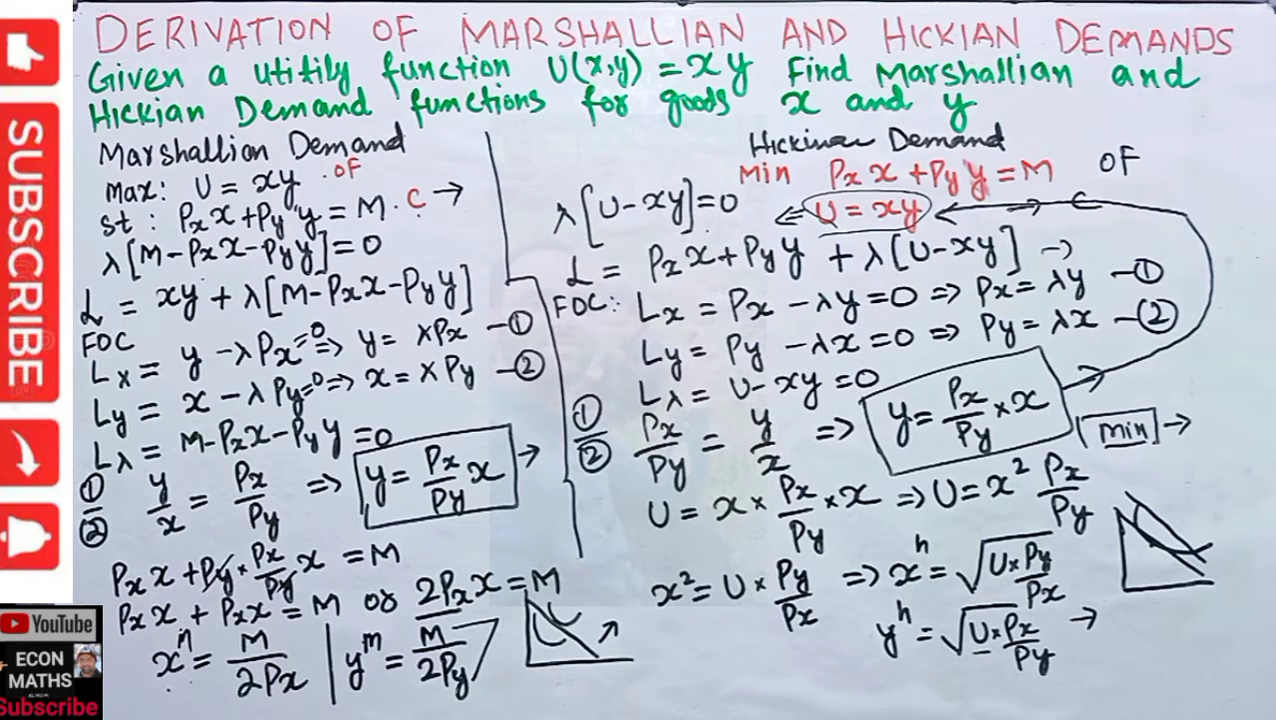 DERIVATION OF MARSHALLIAN AND HICKIAN DEMANDS
Given a utitily function U(x,y) = xy Find Marshallian and
Hickian Demand functions for goods x and y
Marshallian Demand
Max: U = xy . OF
st : Pxx + Pyy = M . C →
λ[M - Pxx - Pyy] = 0
L = xy + λ[M - Pxx - Pyy]
FOC
Lx = y - λPx = 0 => y = λPx - ①
Ly = x - λPy = 0 => x = λPy - ②
Lλ = M - Pxx - Pyy = 0
①/② y/x = Px/Py => y = Px/Py x →
Pxx + Py × Px/Py x = M
Pxx + Pxx = M or 2Pxx = M
xⁿ = M/2Px | yᵐ = M/2Py
Hickinan Demand
Min Pxx + Pyy = M OF
λ[U - xy] = 0 <= U = xy ← → C
L = Pxx + Pyy + λ[U - xy] →
FOC: Lx = Px - λy = 0 => Px = λy - ①
Ly = Py - λx = 0 => Py = λx - ②
Lλ = U - xy = 0
①/② Px/Py = y/x => y = Px/Py × x → [min] →
U = x × Px/Py × x => U = x² Px/Py
x² = U × Py/Px => xʰ = √(U × Py/Px)
yʰ = √(U × Px/Py) →
SUBSCRIBE
YouTube
ECON
MATHS
Subscribe